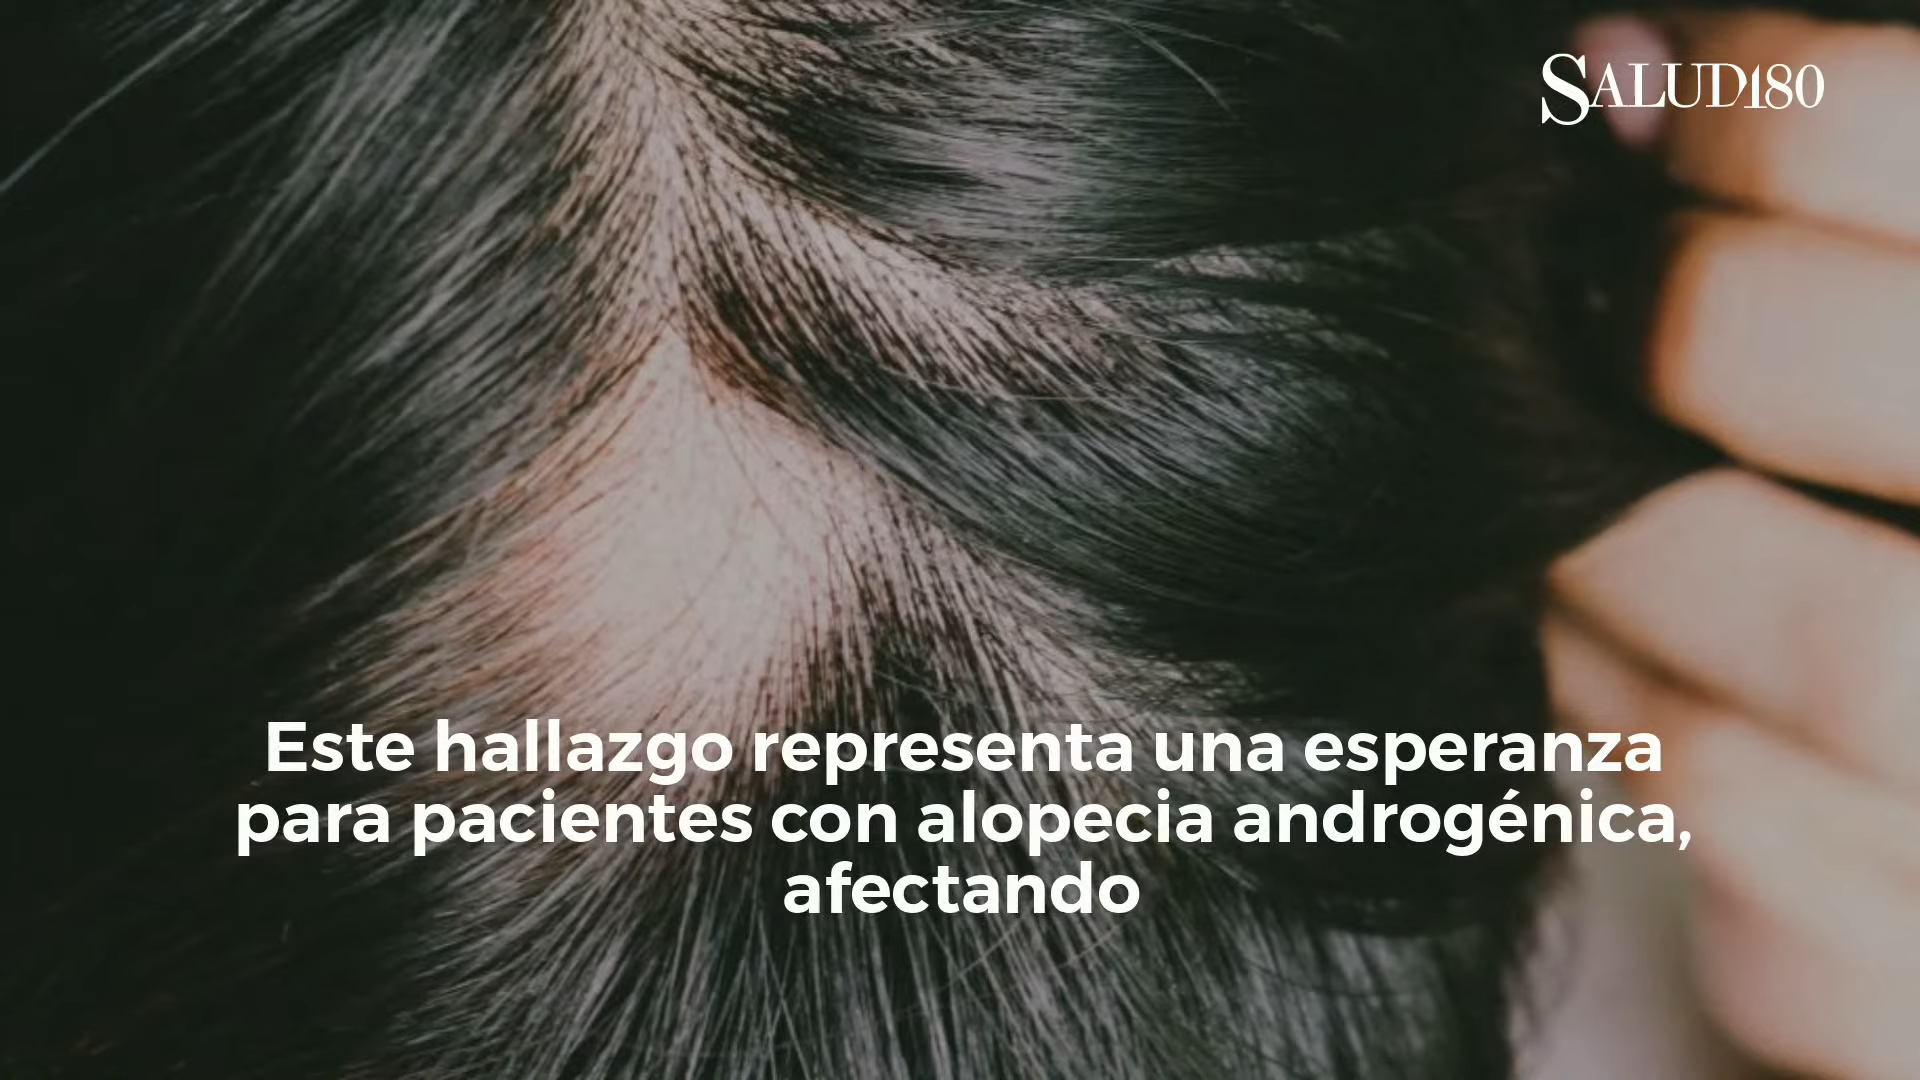 SALUD180
Este hallazgo representa una esperanza
para pacientes con alopecia androgénica,
afectando